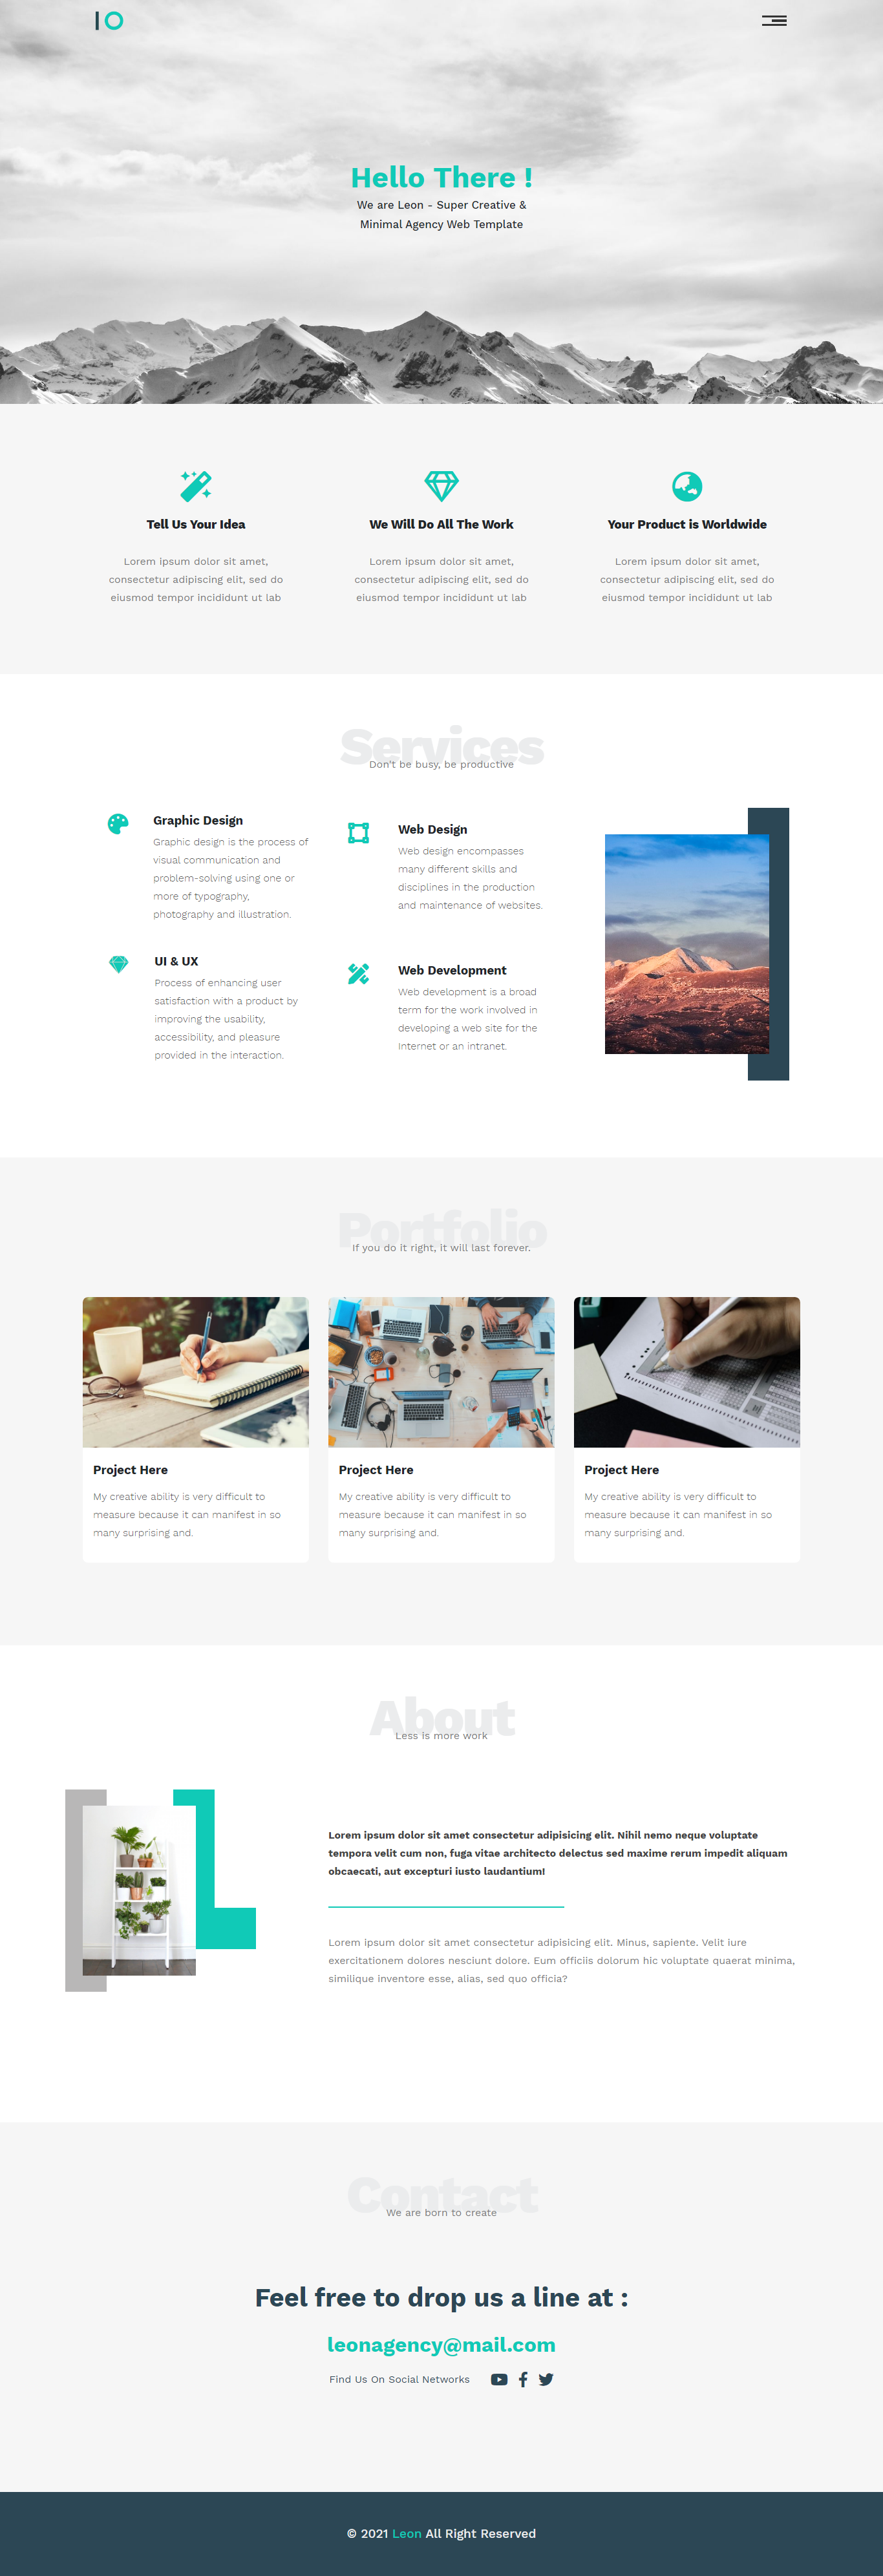 Hello There !
We are Leon - Super Creative &
Minimal Agency Web Template
Tell Us Your Idea
Lorem ipsum dolor sit amet,
consectetur adipiscing elit, sed do
eiusmod tempor incididunt ut lab
We Will Do All The Work
Lorem ipsum dolor sit amet,
consectetur adipiscing elit, sed do
eiusmod tempor incididunt ut lab
Your Product is Worldwide
Lorem ipsum dolor sit amet,
consectetur adipiscing elit, sed do
eiusmod tempor incididunt ut lab
Services
Don't be busy, be productive
Graphic Design
Graphic design is the process of
visual communication and
problem-solving using one or
more of typography,
photography and illustration.
Web Design
Web design encompasses
many different skills and
disciplines in the production
and maintenance of websites.
UI & UX
Process of enhancing user
satisfaction with a product by
improving the usability,
accessibility, and pleasure
provided in the interaction.
Web Development
Web development is a broad
term for the work involved in
developing a web site for the
Internet or an intranet.
Portfolio
If you do it right, it will last forever.
Project Here
My creative ability is very difficult to
measure because it can manifest in so
many surprising and.
Project Here
My creative ability is very difficult to
measure because it can manifest in so
many surprising and.
Project Here
My creative ability is very difficult to
measure because it can manifest in so
many surprising and.
About
Less is more work
Lorem ipsum dolor sit amet consectetur adipisicing elit. Nihil nemo neque voluptate
tempora velit cum non, fuga vitae architecto delectus sed maxime rerum impedit aliquam
obcaecati, aut excepturi iusto laudantium!
Lorem ipsum dolor sit amet consectetur adipisicing elit. Minus, sapiente. Velit iure
exercitationem dolores nesciunt dolore. Eum officiis dolorum hic voluptate quaerat minima,
similique inventore esse, alias, sed quo officia?
Contact
We are born to create
Feel free to drop us a line at :
leonagency@mail.com
Find Us On Social Networks
© 2021 Leon All Right Reserved